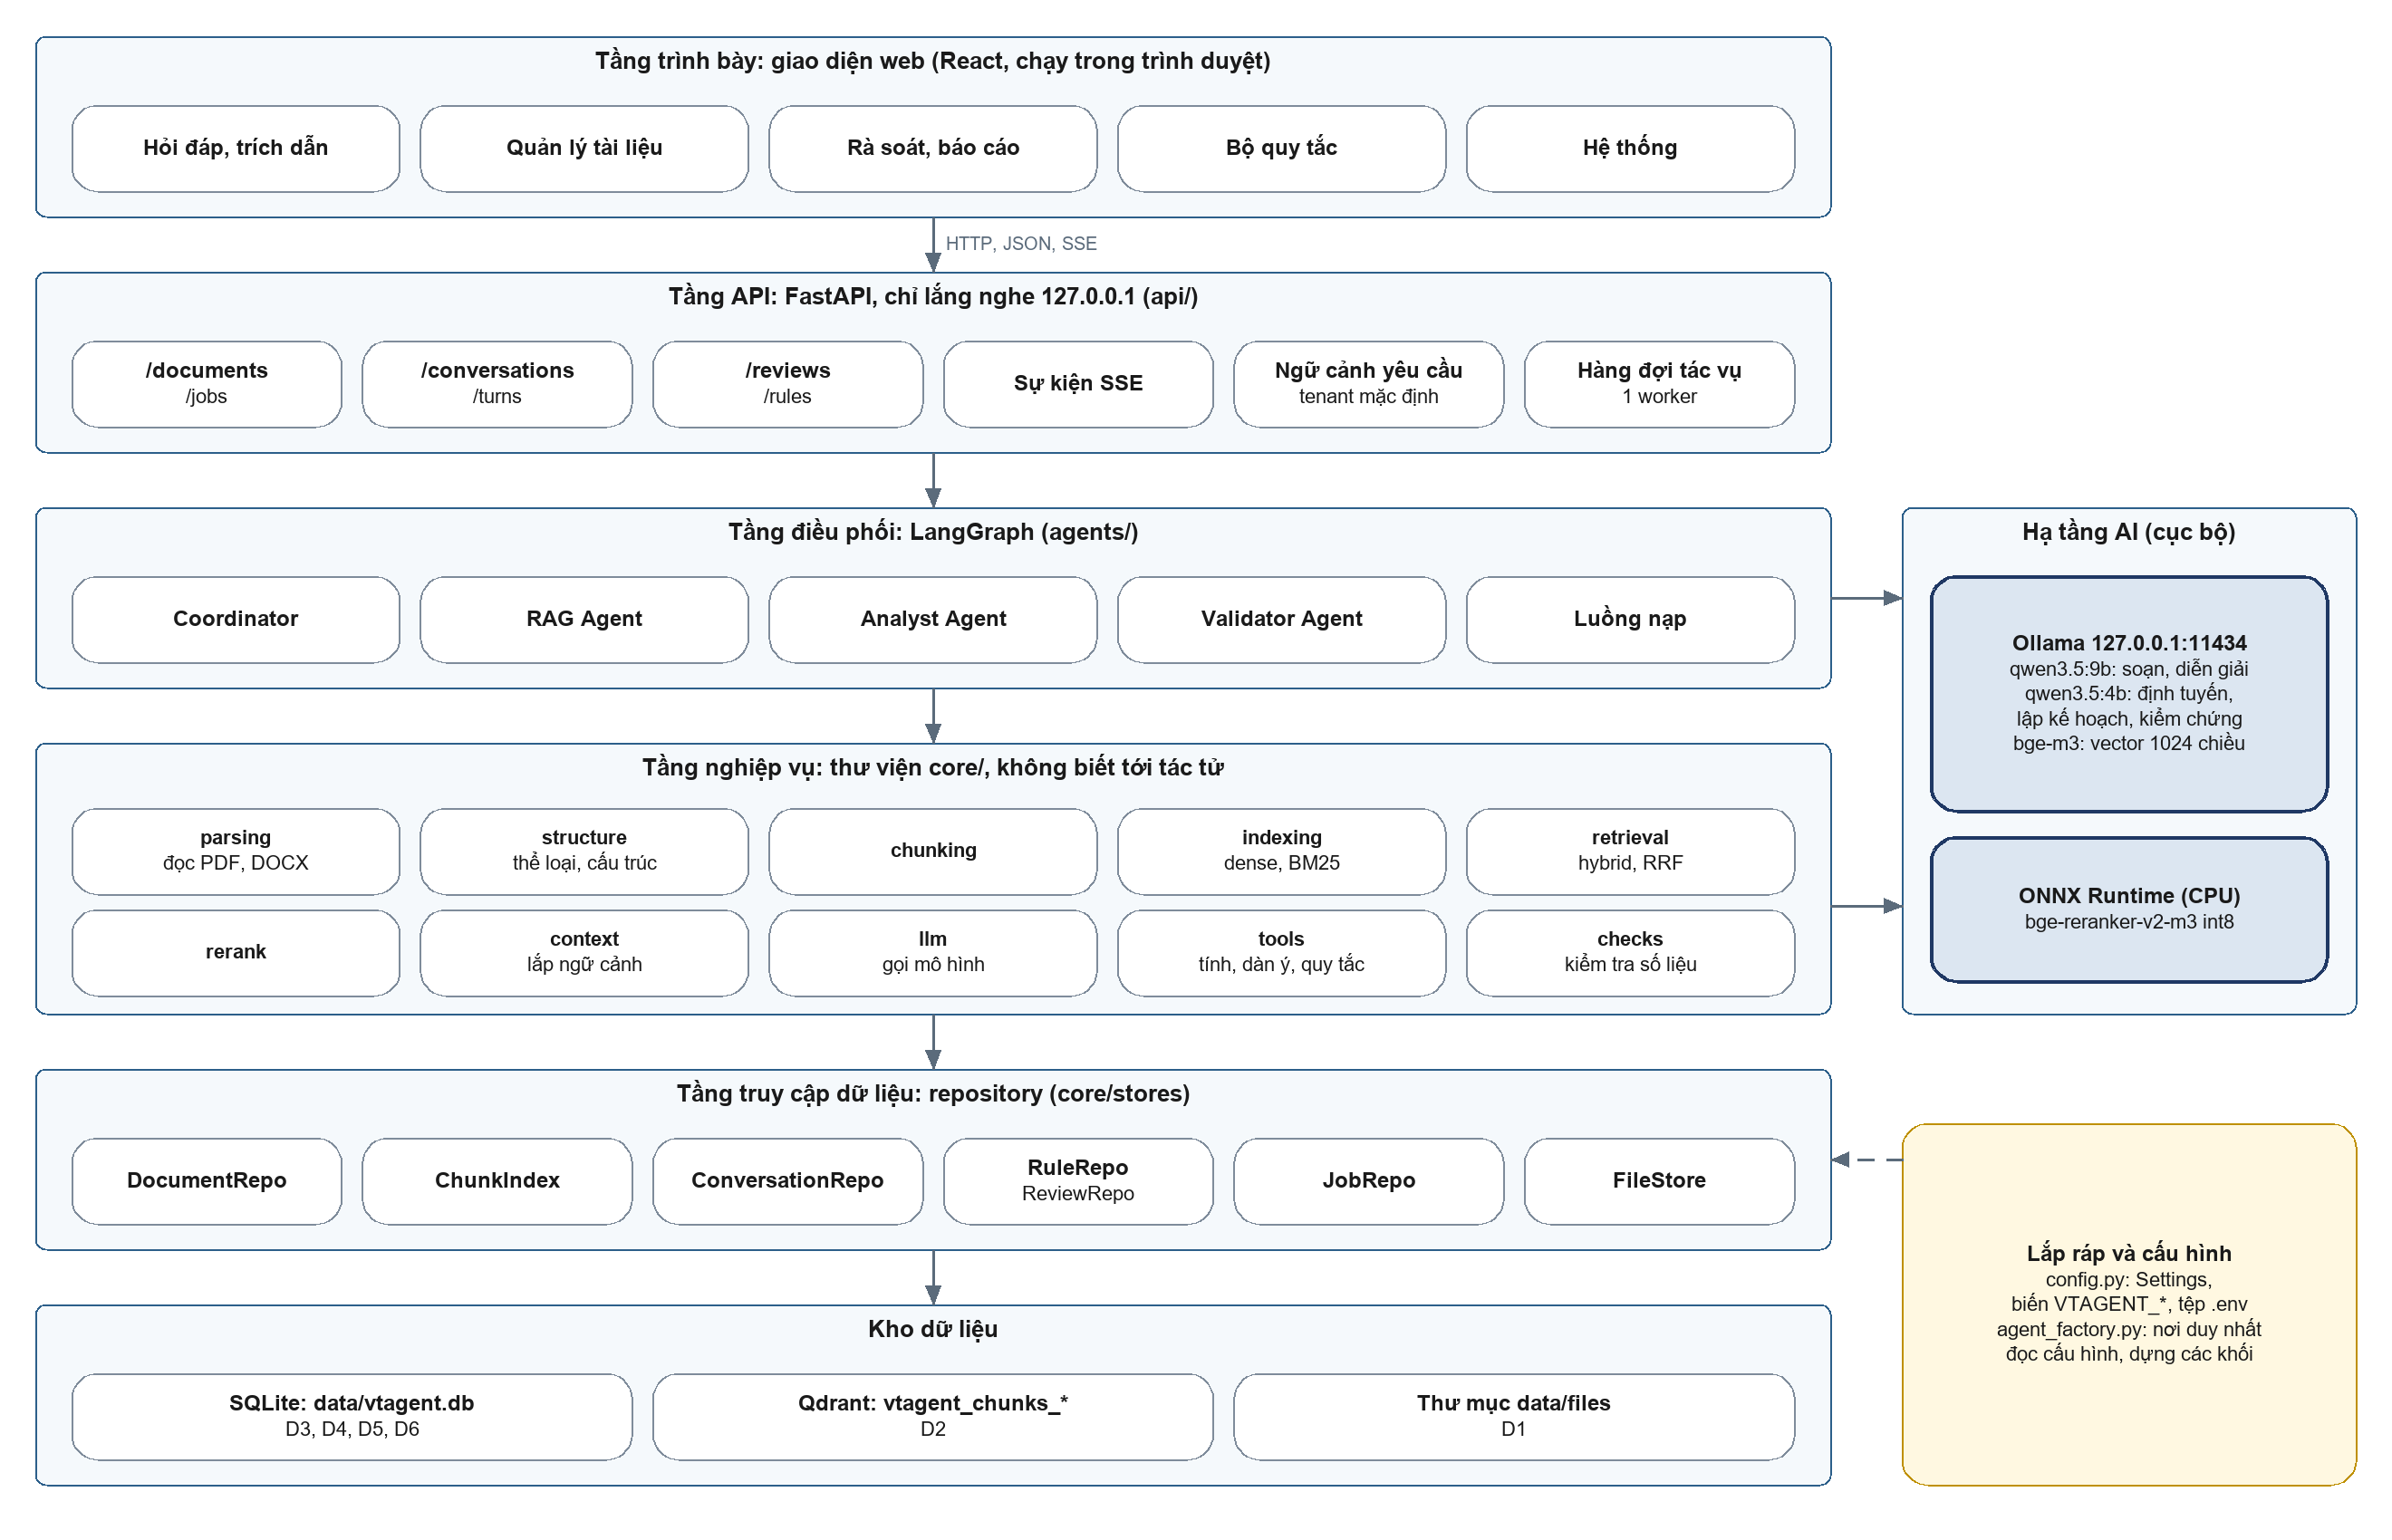 Tầng trình bày: giao diện web (React, chạy trong trình duyệt)
Hỏi đáp, trích dẫn
Quản lý tài liệu
Rà soát, báo cáo
Bộ quy tắc
Hệ thống
HTTP, JSON, SSE
Tầng API: FastAPI, chỉ lắng nghe 127.0.0.1 (api/)
/documents
/jobs
/conversations
/turns
/reviews
/rules
Sự kiện SSE
Ngữ cảnh yêu cầu
tenant mặc định
Hàng đợi tác vụ
1 worker
Tầng điều phối: LangGraph (agents/)
Coordinator
RAG Agent
Analyst Agent
Validator Agent
Luồng nạp
Hạ tầng AI (cục bộ)
Ollama 127.0.0.1:11434
qwen3.5:9b: soạn, diễn giải
qwen3.5:4b: định tuyến,
lập kế hoạch, kiểm chứng
bge-m3: vector 1024 chiều
ONNX Runtime (CPU)
bge-reranker-v2-m3 int8
Tầng nghiệp vụ: thư viện core/, không biết tới tác tử
parsing
đọc PDF, DOCX
structure
thể loại, cấu trúc
chunking
indexing
dense, BM25
retrieval
hybrid, RRF
rerank
context
lắp ngữ cảnh
llm
gọi mô hình
tools
tính, dàn ý, quy tắc
checks
kiểm tra số liệu
Tầng truy cập dữ liệu: repository (core/stores)
DocumentRepo
ChunkIndex
ConversationRepo
RuleRepo
ReviewRepo
JobRepo
FileStore
Lắp ráp và cấu hình
config.py: Settings,
biến VTAGENT_*, tệp .env
agent_factory.py: nơi duy nhất
đọc cấu hình, dựng các khối
Kho dữ liệu
SQLite: data/vtagent.db
D3, D4, D5, D6
Qdrant: vtagent_chunks_*
D2
Thư mục data/files
D1